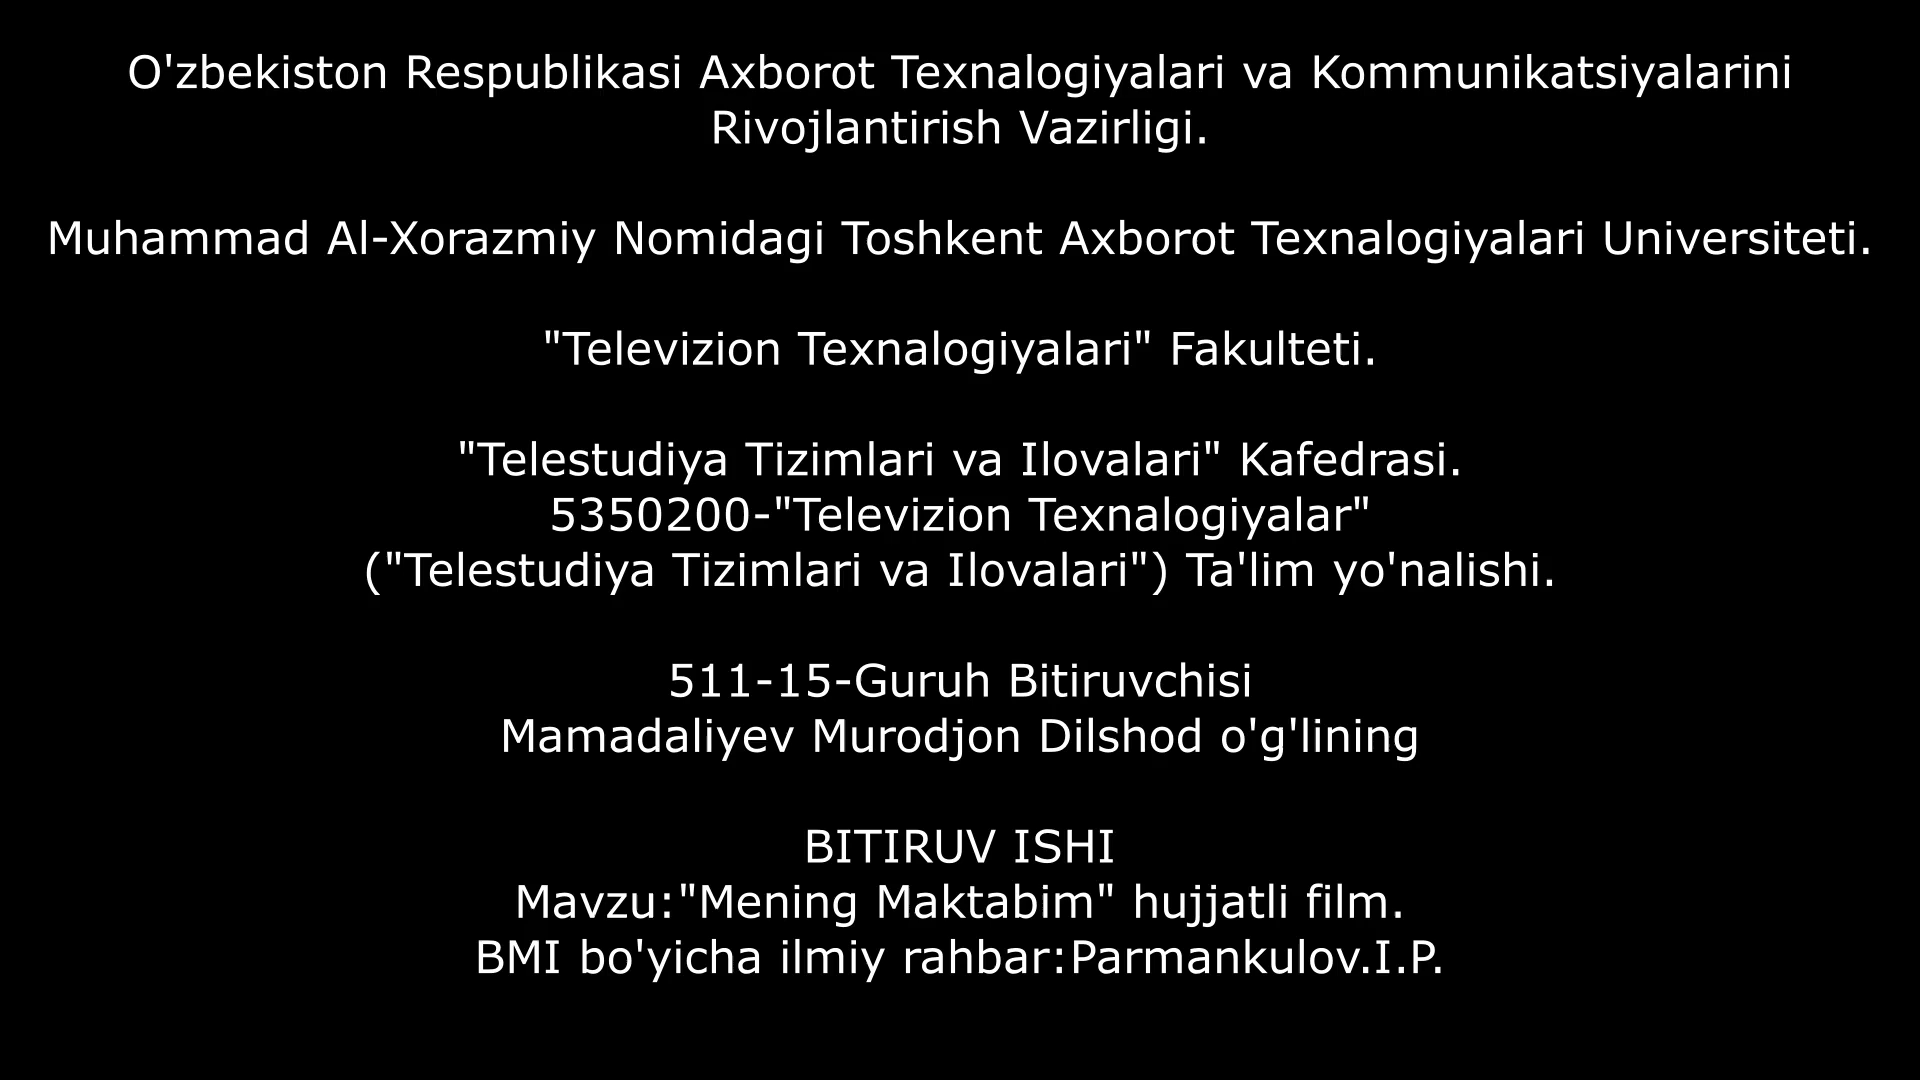 O'zbekiston Respublikasi Axborot Texnalogiyalari va Kommunikatsiyalarini
Rivojlantirish Vazirligi.
Muhammad Al-Xorazmiy Nomidagi Toshkent Axborot Texnalogiyalari Universiteti.
"Televizion Texnalogiyalari" Fakulteti.
"Telestudiya Tizimlari va Ilovalari" Kafedrasi.
5350200-"Televizion Texnalogiyalar"
("Telestudiya Tizimlari va Ilovalari") Ta'lim yo'nalishi.
511-15-Guruh Bitiruvchisi
Mamadaliyev Murodjon Dilshod o'g'lining
BITIRUV ISHI
Mavzu:"Mening Maktabim" hujjatli film.
BMI bo'yicha ilmiy rahbar:Parmankulov.I.P.